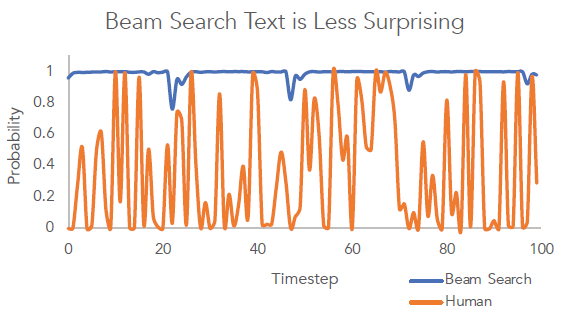 Beam Search Text is Less Surprising
Probability
1
0.8
0.6
0.4
0.2
0
0 20 40 60 80 100
Timestep
Beam Search
Human